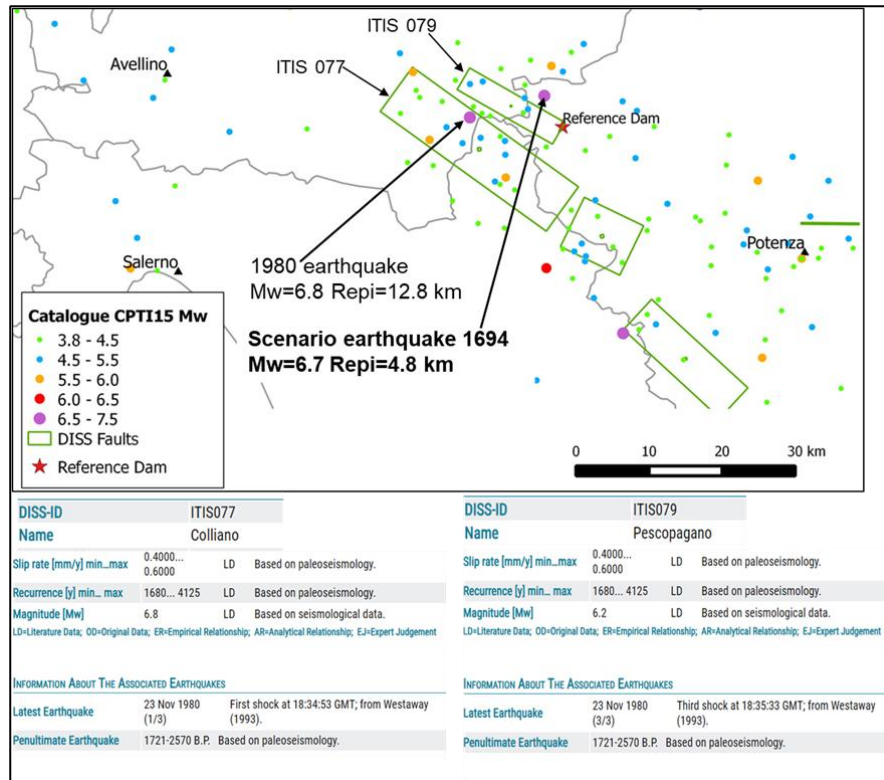 ITIS 079
Avellino
ITIS 077
Reference Dam
Potenza
Salerno
1980 earthquake
Mw=6.8 Repi=12.8 km
Scenario earthquake 1694
Mw=6.7 Repi=4.8 km
Catalogue CPTI15 Mw
3.8 - 4.5
4.5 - 5.5
5.5 - 6.0
6.0 - 6.5
6.5 - 7.5
DISS Faults
Reference Dam
0 10 20 30 km
DISS-ID ITIS077
Name Colliano
Slip rate [mm/y] min...max 0.4000... 0.6000 LD Based on paleoseismology.
Recurrence [y] min... max 1680... 4125 LD Based on paleoseismology.
Magnitude [Mw] 6.8 LD Based on seismological data.
LD=Literature Data; OD=Original Data; ER=Empirical Relationship; AR=Analytical Relationship; EJ=Expert Judgement
INFORMATION ABOUT THE ASSOCIATED EARTHQUAKES
Latest Earthquake 23 Nov 1980 (1/3) First shock at 18:34:53 GMT; from Westaway (1993).
Penultimate Earthquake 1721-2570 B.P. Based on paleoseismology.
DISS-ID ITIS079
Name Pescopagano
Slip rate [mm/y] min...max 0.4000... 0.6000 LD Based on paleoseismology.
Recurrence [y] min... max 1680... 4125 LD Based on paleoseismology.
Magnitude [Mw] 6.2 LD Based on seismological data.
LD=Literature Data; OD=Original Data; ER=Empirical Relationship; AR=Analytical Relationship; EJ=Expert Judgement
INFORMATION ABOUT THE ASSOCIATED EARTHQUAKES
Latest Earthquake 23 Nov 1980 (3/3) Third shock at 18:35:33 GMT; from Westaway (1993).
Penultimate Earthquake 1721-2570 B.P. Based on paleoseismology.